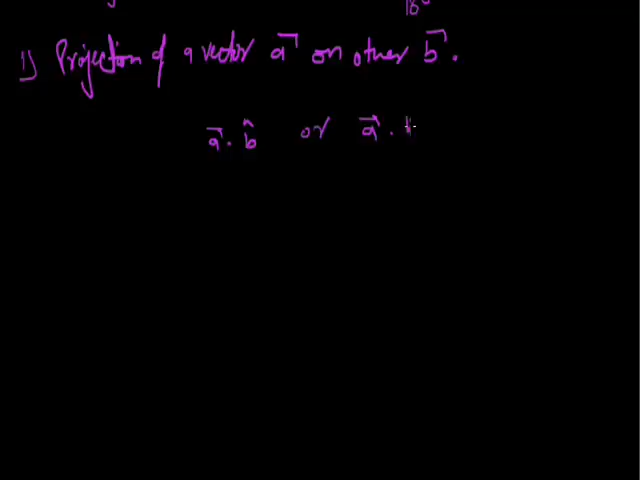 1) Projection of a vector a⃗ on other b⃗.
a⃗ . b̂ or a⃗ .